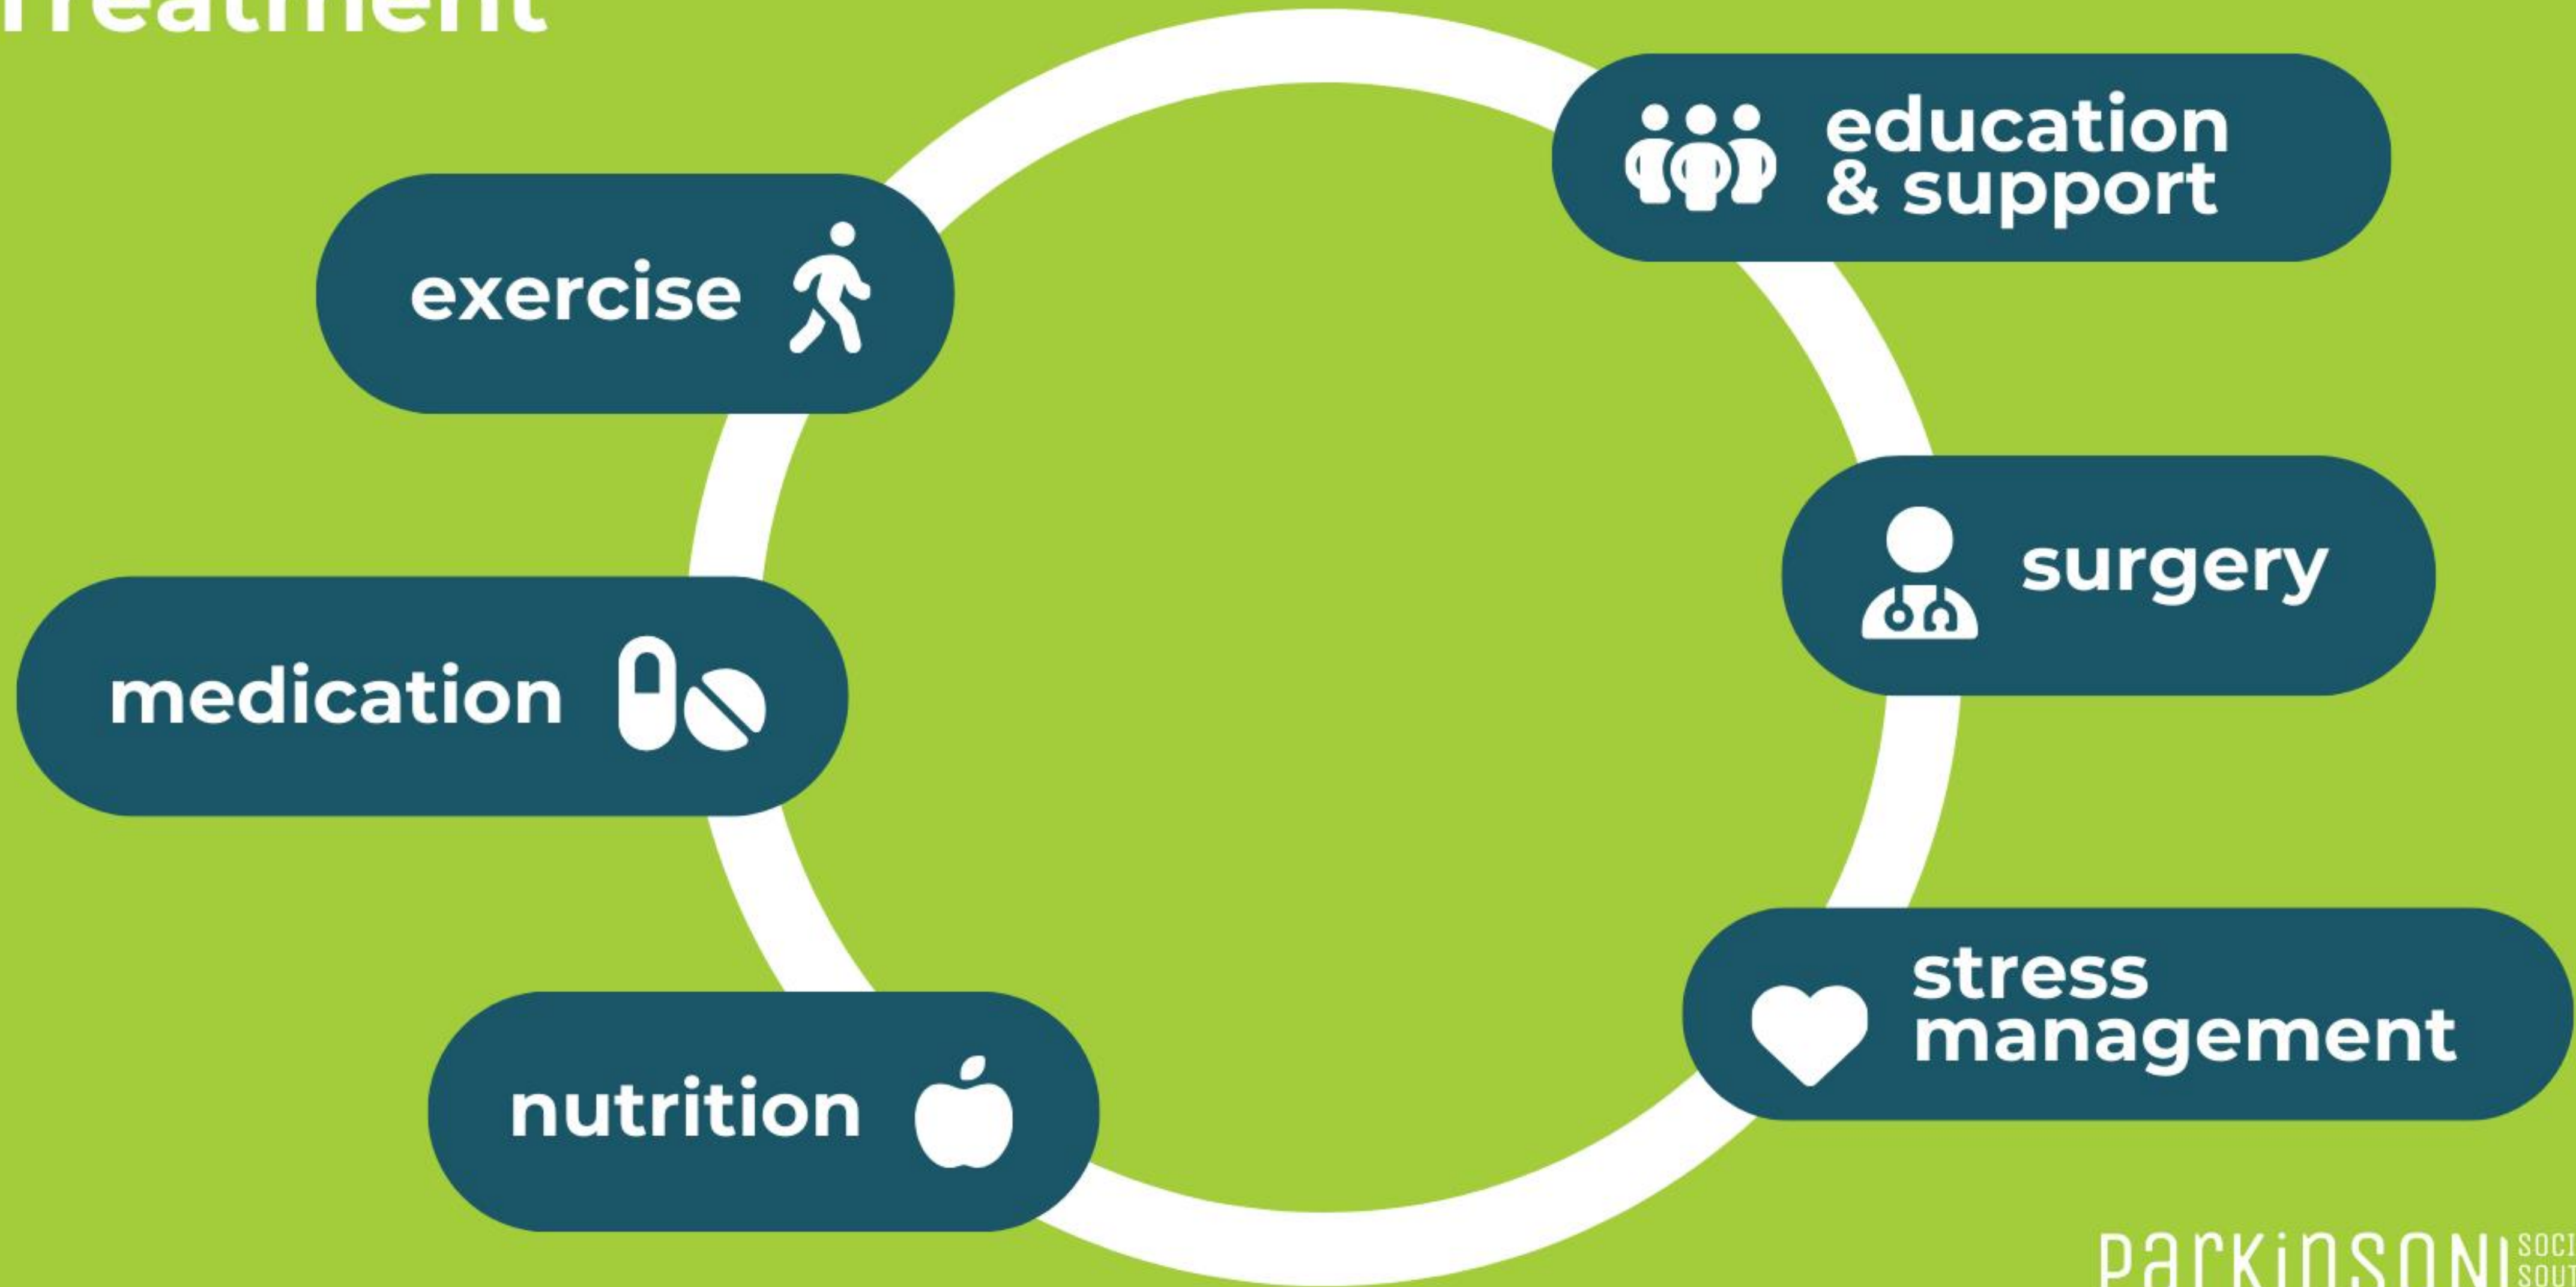 Treatment
education
& support
exercise
surgery
medication
stress
management
nutrition
parkinson